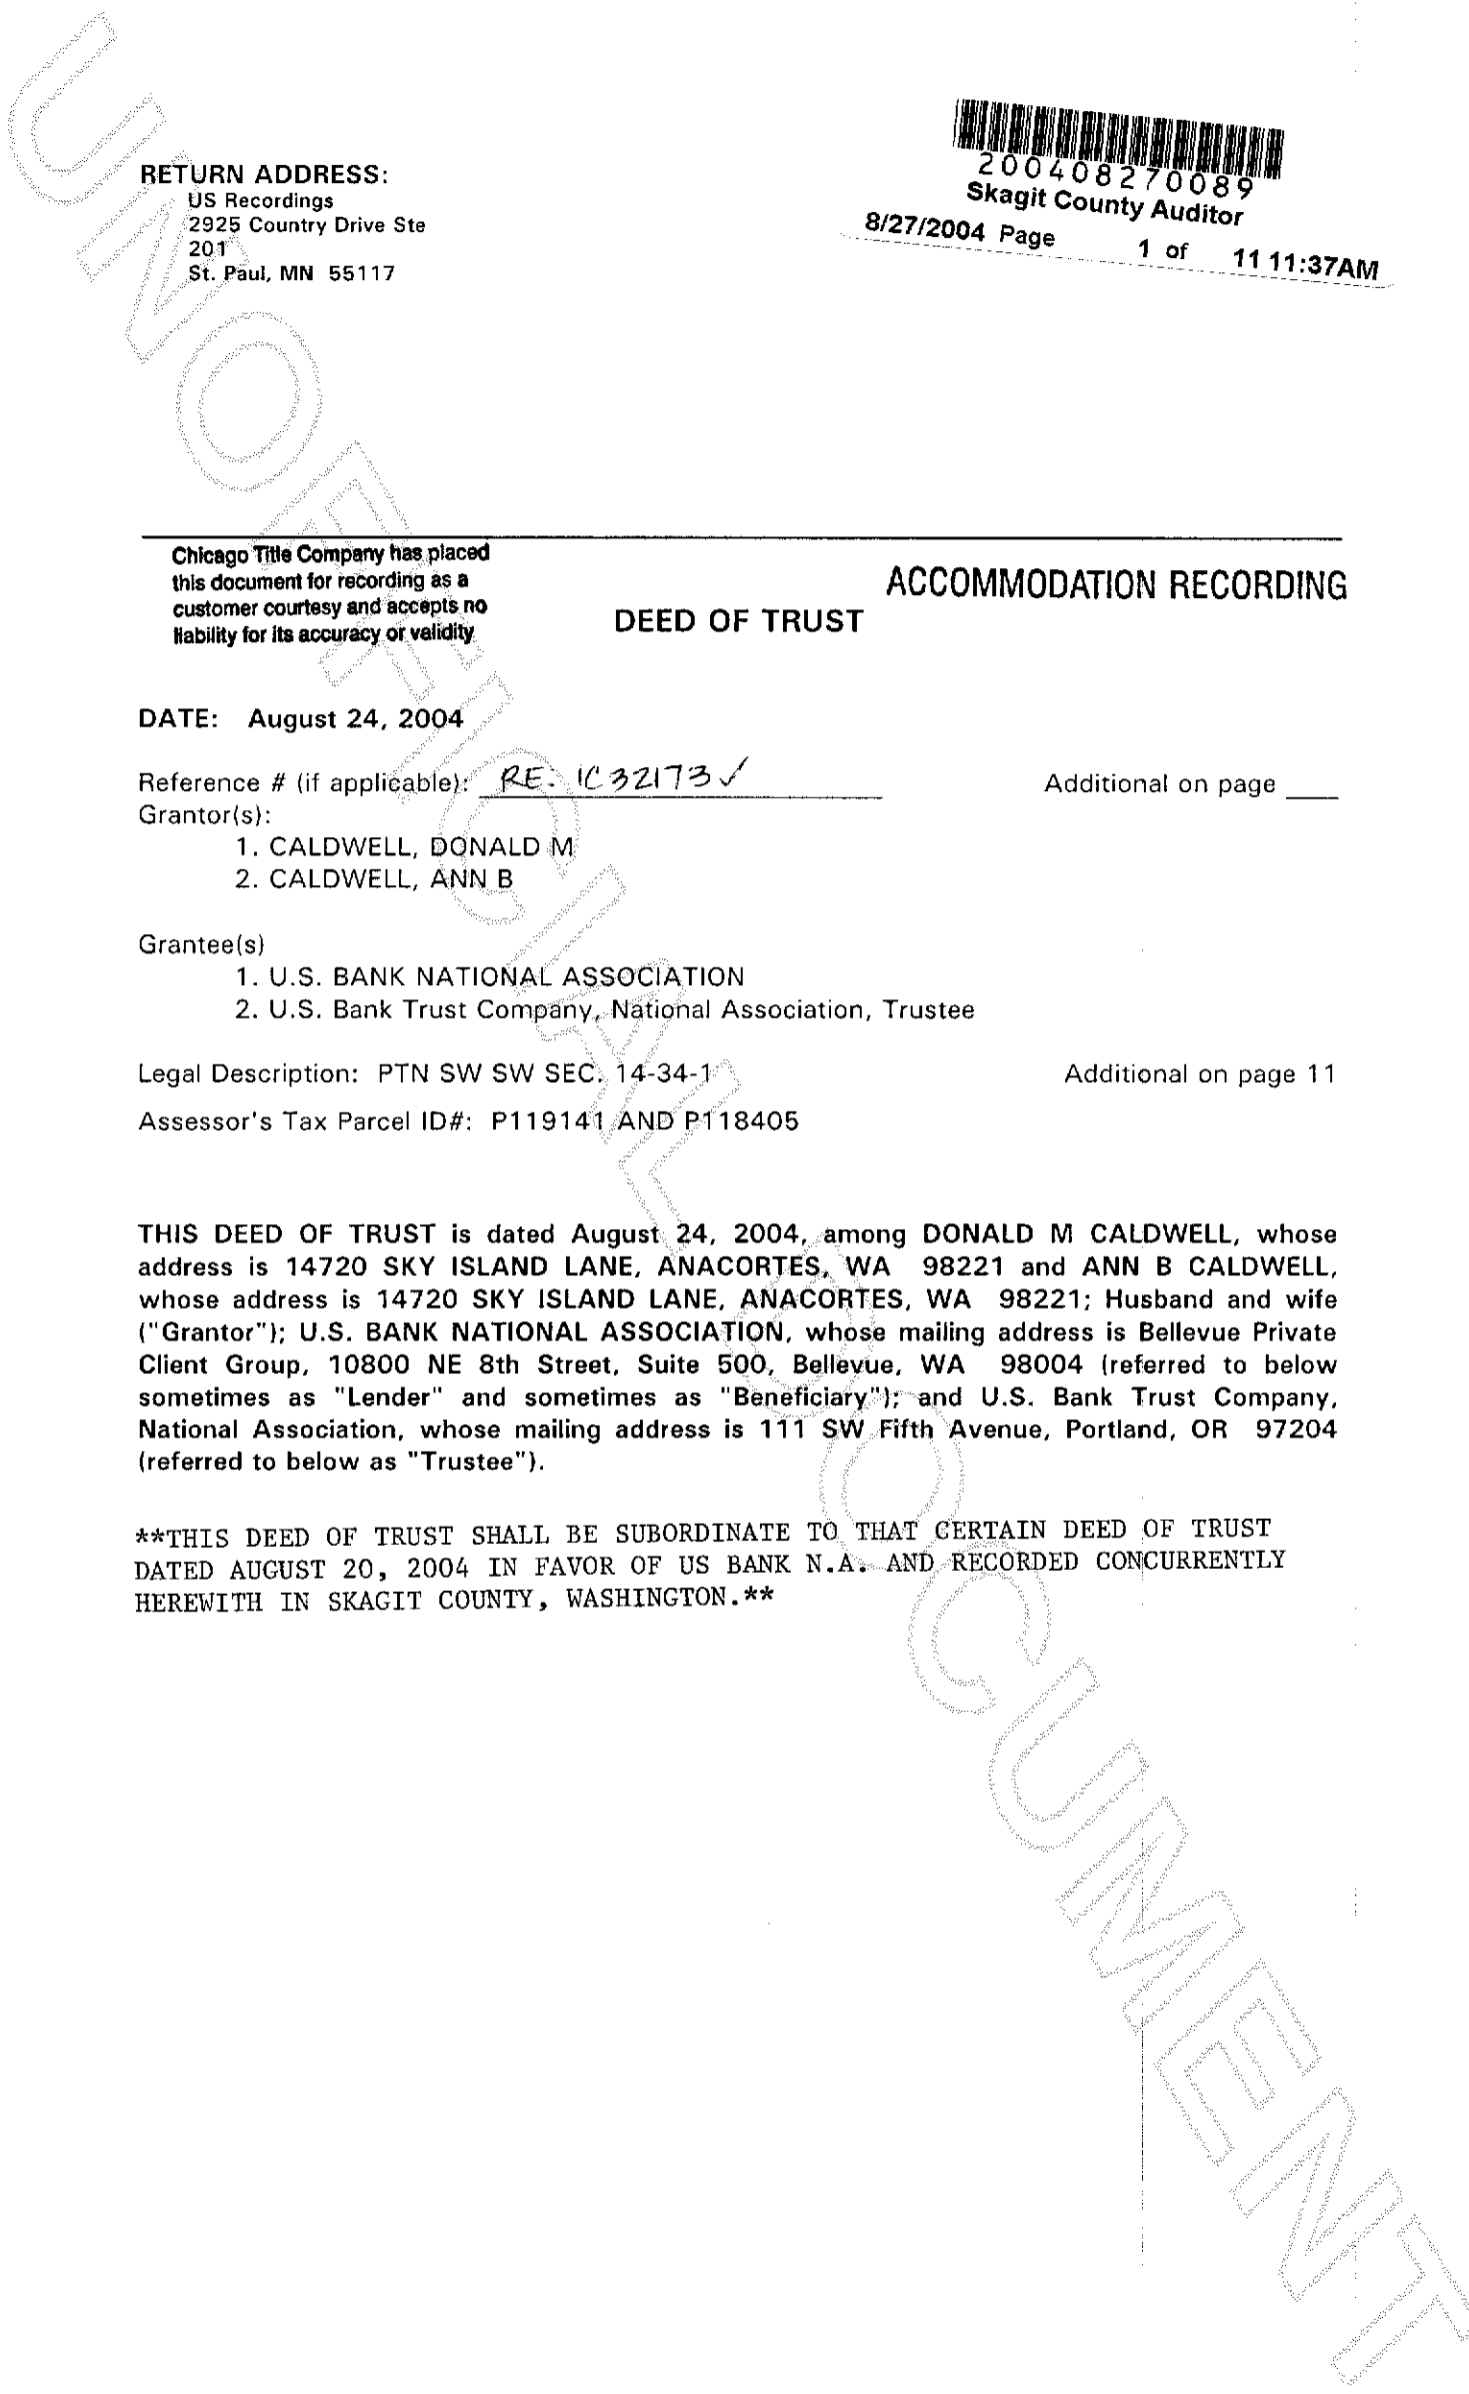 RETURN ADDRESS:
US Recordings
2925 Country Drive Ste
201
St. Paul, MN 55117
200408270089
Skagit County Auditor
8/27/2004 Page 1 of 11 11:37AM
Chicago Title Company has placed
this document for recording as a
customer courtesy and accepts no
liability for its accuracy or validity
ACCOMMODATION RECORDING
DEED OF TRUST
DATE: August 24, 2004
Reference # (if applicable): RE: IC32173 ✓ Additional on page ___
Grantor(s):
1. CALDWELL, DONALD M
2. CALDWELL, ANN B
Grantee(s)
1. U.S. BANK NATIONAL ASSOCIATION
2. U.S. Bank Trust Company, National Association, Trustee
Legal Description: PTN SW SW SEC. 14-34-1 Additional on page 11
Assessor's Tax Parcel ID#: P119141 AND P118405
THIS DEED OF TRUST is dated August 24, 2004, among DONALD M CALDWELL, whose
address is 14720 SKY ISLAND LANE, ANACORTES, WA 98221 and ANN B CALDWELL,
whose address is 14720 SKY ISLAND LANE, ANACORTES, WA 98221; Husband and wife
("Grantor"); U.S. BANK NATIONAL ASSOCIATION, whose mailing address is Bellevue Private
Client Group, 10800 NE 8th Street, Suite 500, Bellevue, WA 98004 (referred to below
sometimes as "Lender" and sometimes as "Beneficiary"); and U.S. Bank Trust Company,
National Association, whose mailing address is 111 SW Fifth Avenue, Portland, OR 97204
(referred to below as "Trustee").
**THIS DEED OF TRUST SHALL BE SUBORDINATE TO THAT CERTAIN DEED OF TRUST
DATED AUGUST 20, 2004 IN FAVOR OF US BANK N.A. AND RECORDED CONCURRENTLY
HEREWITH IN SKAGIT COUNTY, WASHINGTON.**
UNOFFICIAL DOCUMENT